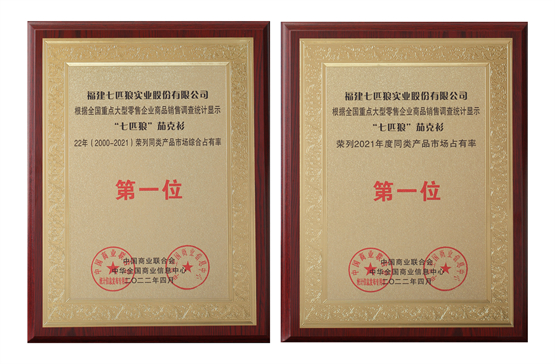 福建七匹狼实业股份有限公司
根据全国重点大型零售企业商品销售调查统计显示
“七匹狼”茄克衫
22年（2000-2021）荣列同类产品市场综合占有率
第一位
中国商业联合会
中华全国商业信息中心
二〇二二年四月
福建七匹狼实业股份有限公司
根据全国重点大型零售企业商品销售调查统计显示
“七匹狼”茄克衫
荣列2021年度同类产品市场占有率
第一位
中国商业联合会
中华全国商业信息中心
二〇二二年四月